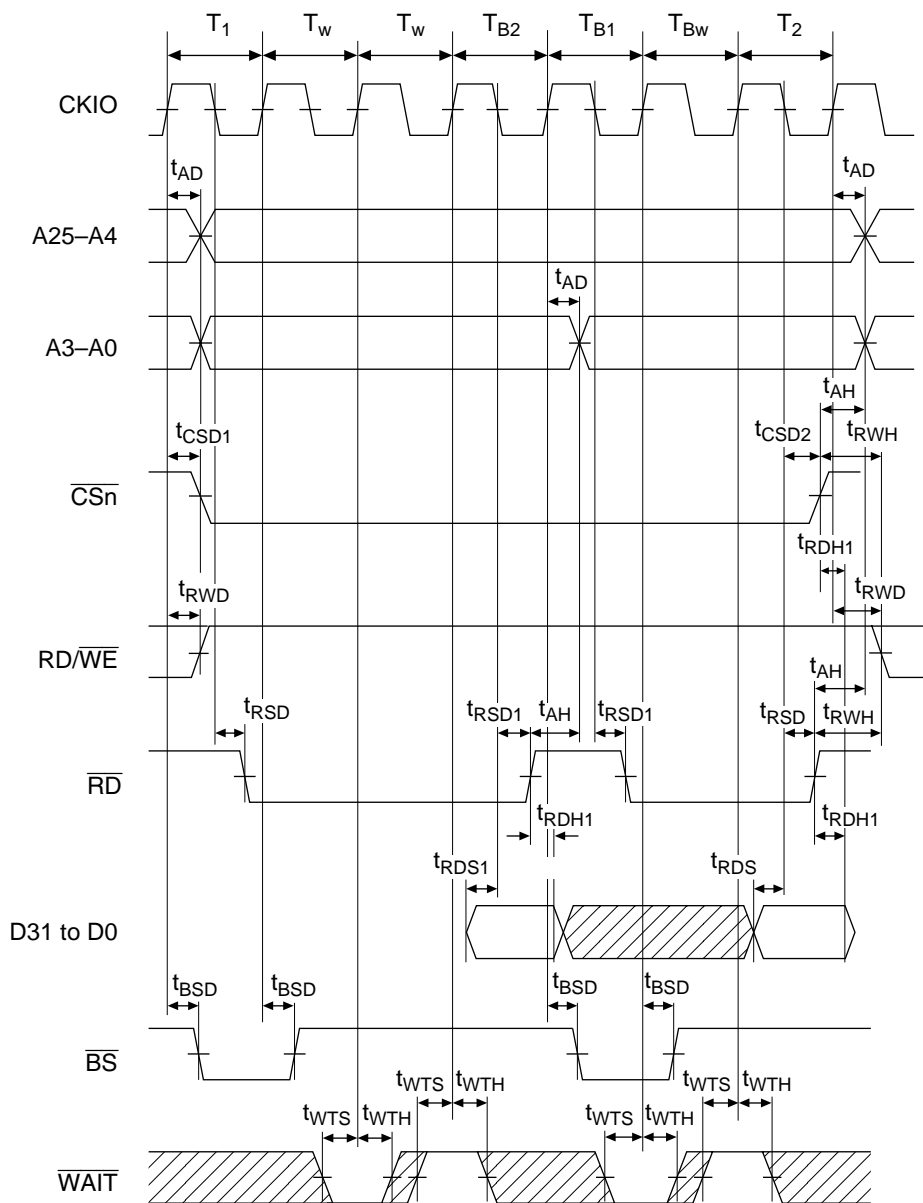 T1 Tw Tw TB2 TB1 TBw T2
CKIO
tAD tAD
A25–A4
tAD
A3–A0
tAH
tCSD1 tCSD2 tRWH
CSn
tRDH1
tRWD tRWD
RD/WE
tAH
tRSD tRSD1 tAH tRSD1 tRSD tRWH
RD
tRDH1 tRDH1
tRDS1 tRDS
D31 to D0
tBSD tBSD tBSD tBSD
BS
tWTS tWTH tWTS tWTH
tWTS tWTH tWTS tWTH
WAIT